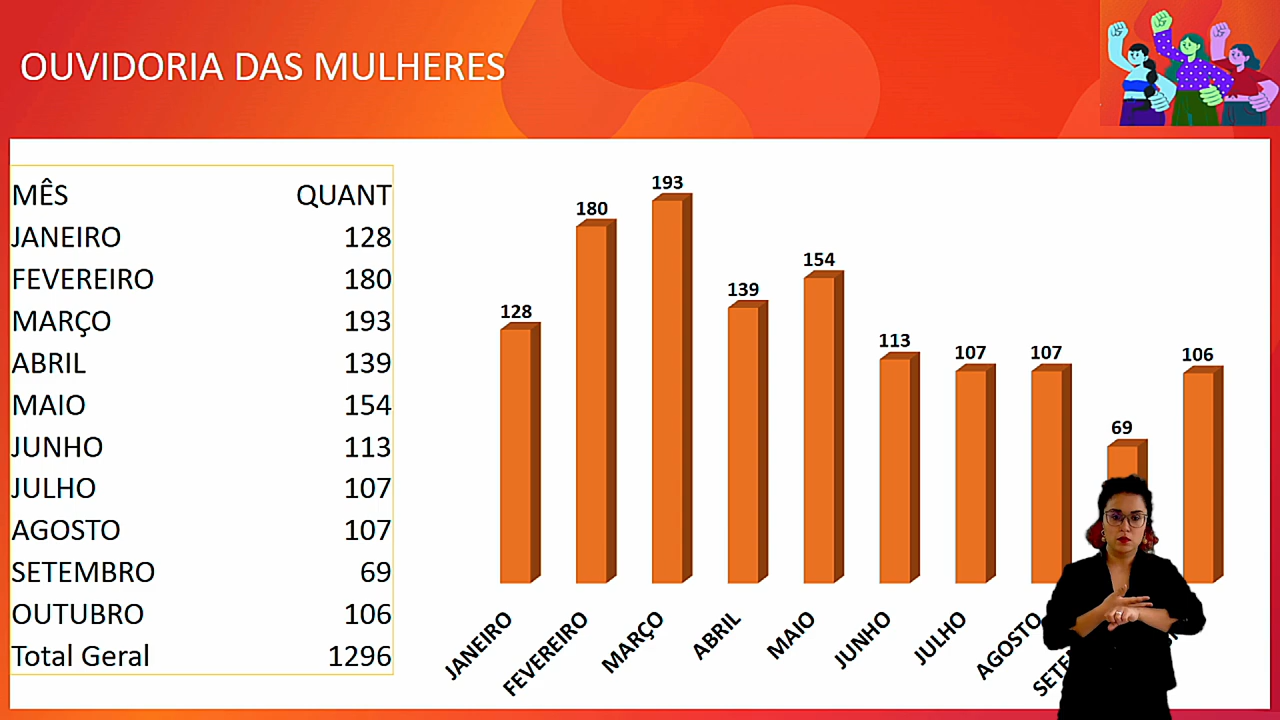 OUVIDORIA DAS MULHERES
MÊS QUANT
JANEIRO 128
FEVEREIRO 180
MARÇO 193
ABRIL 139
MAIO 154
JUNHO 113
JULHO 107
AGOSTO 107
SETEMBRO 69
OUTUBRO 106
Total Geral 1296
128
180
193
139
154
113
107
107
69
106
JANEIRO
FEVEREIRO
MARÇO
ABRIL
MAIO
JUNHO
JULHO
AGOSTO